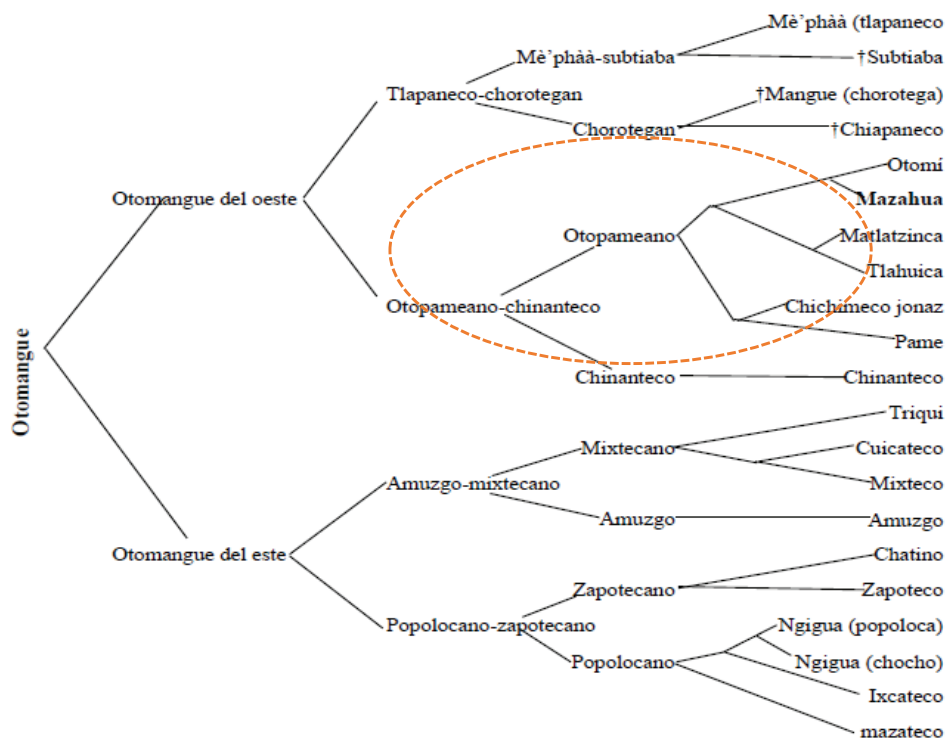 Mè’phàà (tlapaneco
Mè’phàà-subtiaba
†Subtiaba
Tlapaneco-chorotegan
†Mangue (chorotega)
Chorotegan
†Chiapaneco
Otomí
Otomangue del oeste
Mazahua
Otopameano
Matlatzinca
Tlahuica
Otopameano-chinanteco
Chichimeco jonaz
Pame
Otomangue
Chinanteco
Chinanteco
Triqui
Mixtecano
Cuicateco
Amuzgo-mixtecano
Mixteco
Amuzgo
Amuzgo
Otomangue del este
Chatino
Zapotecano
Zapoteco
Popolocano-zapotecano
Ngigua (popoloca)
Popolocano
Ngigua (chocho)
Ixcateco
mazateco